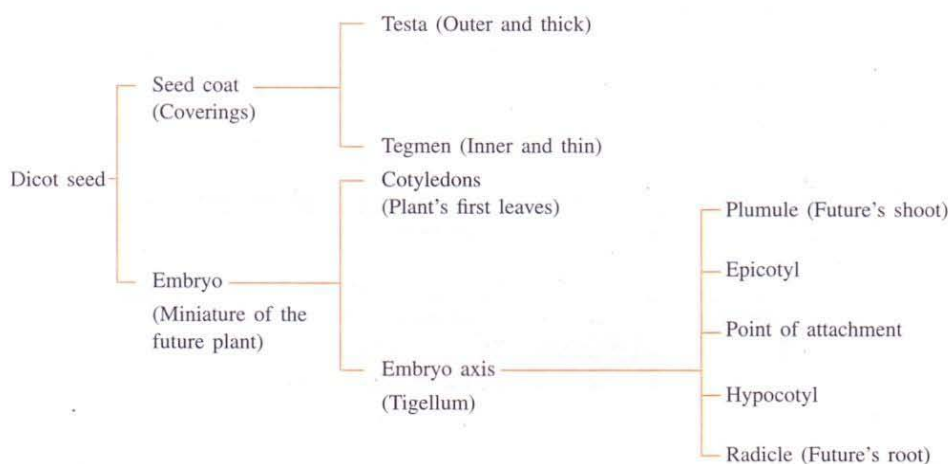 Testa (Outer and thick)
Seed coat
(Coverings)
Tegmen (Inner and thin)
Dicot seed
Cotyledons
(Plant's first leaves)
Plumule (Future's shoot)
Epicotyl
Embryo
(Miniature of the
future plant)
Point of attachment
Embryo axis
(Tigellum)
Hypocotyl
Radicle (Future's root)